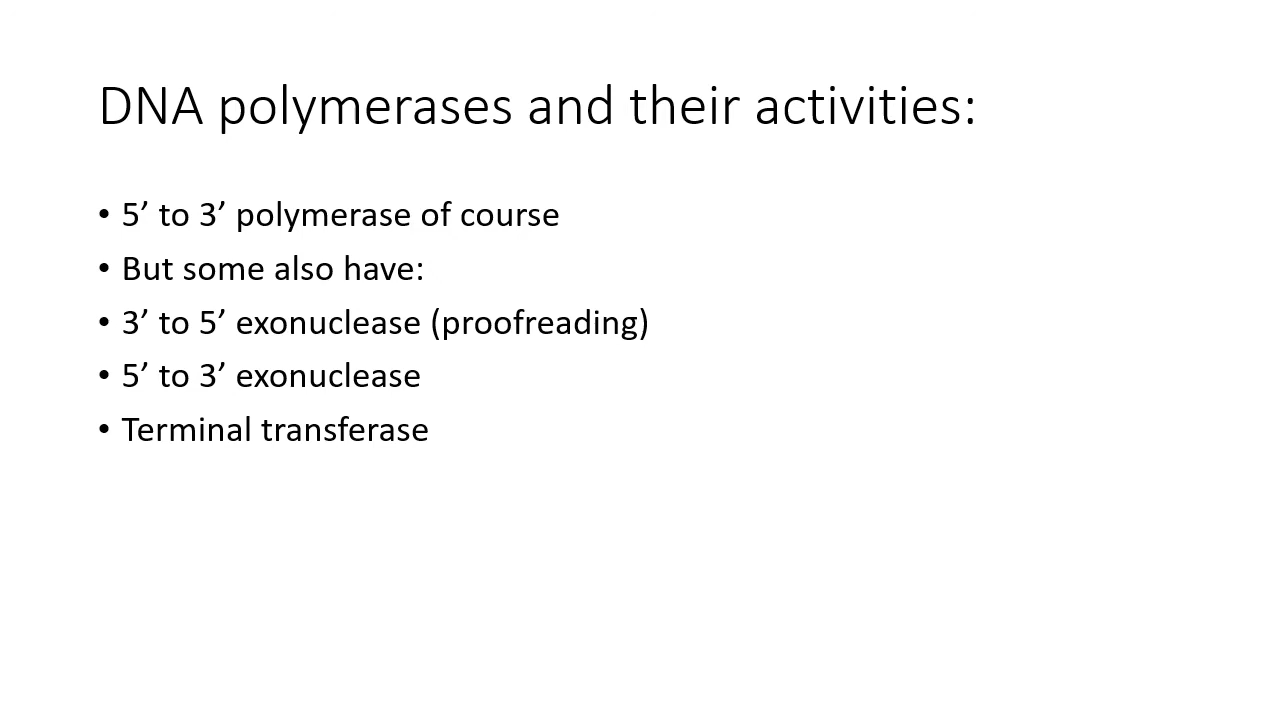 DNA polymerases and their activities:
• 5’ to 3’ polymerase of course
• But some also have:
• 3’ to 5’ exonuclease (proofreading)
• 5’ to 3’ exonuclease
• Terminal transferase